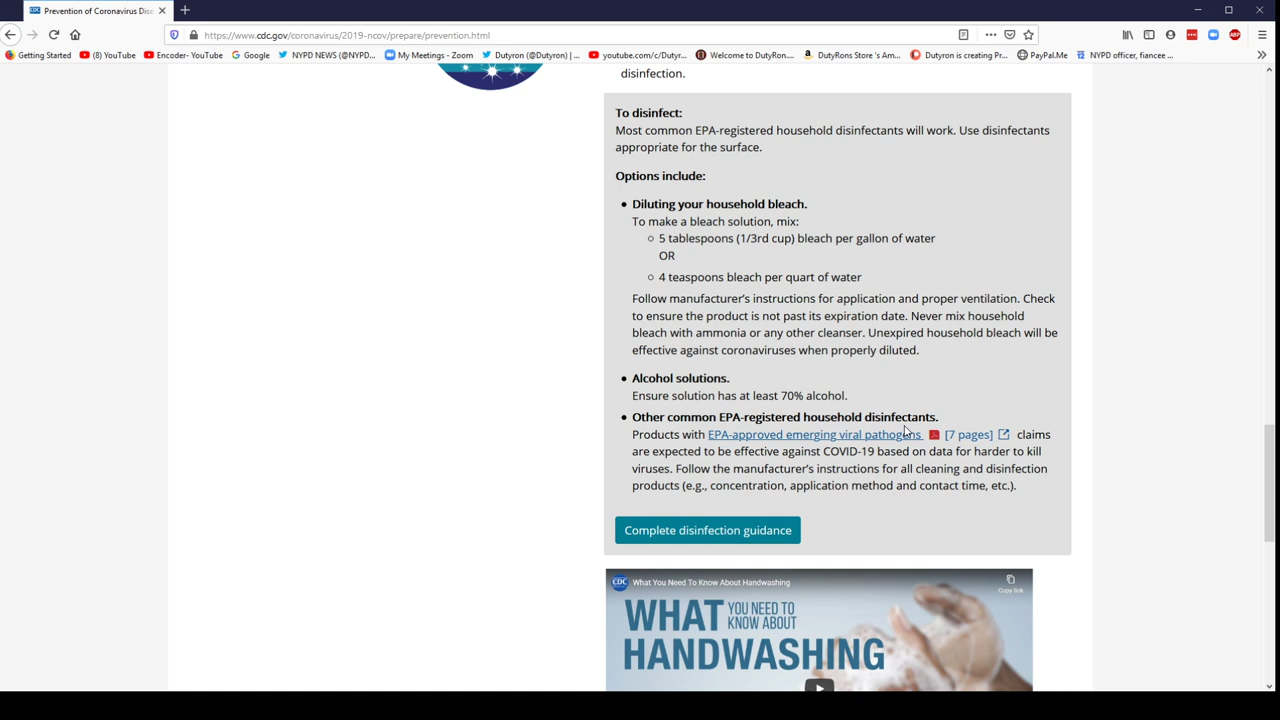 Prevention of Coronavirus Dise
https://www.cdc.gov/coronavirus/2019-ncov/prepare/prevention.html
Getting Started (8) YouTube Encoder- YouTube Google NYPD NEWS (@NYPD... My Meetings - Zoom Dutyron (@Dutyron) | ... youtube.com/c/Dutyr... Welcome to DutyRon.... DutyRons Store 's Am... Dutyron is creating Pr... PayPal.Me NYPD officer, fiancee ...
disinfection.
To disinfect:
Most common EPA-registered household disinfectants will work. Use disinfectants
appropriate for the surface.
Options include:
Diluting your household bleach.
To make a bleach solution, mix:
5 tablespoons (1/3rd cup) bleach per gallon of water
OR
4 teaspoons bleach per quart of water
Follow manufacturer's instructions for application and proper ventilation. Check
to ensure the product is not past its expiration date. Never mix household
bleach with ammonia or any other cleanser. Unexpired household bleach will be
effective against coronaviruses when properly diluted.
Alcohol solutions.
Ensure solution has at least 70% alcohol.
Other common EPA-registered household disinfectants.
Products with EPA-approved emerging viral pathogens [7 pages] claims
are expected to be effective against COVID-19 based on data for harder to kill
viruses. Follow the manufacturer's instructions for all cleaning and disinfection
products (e.g., concentration, application method and contact time, etc.).
Complete disinfection guidance
CDC What You Need To Know About Handwashing
Copy link
WHAT YOU NEED TO
KNOW ABOUT
HANDWASHING